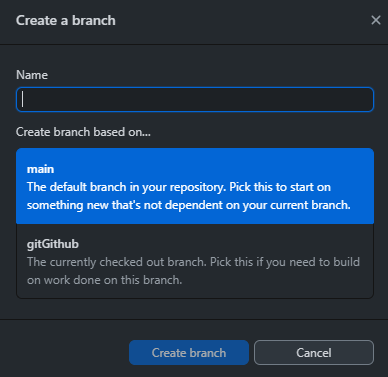 Create a branch
Name
Create branch based on...
main
The default branch in your repository. Pick this to start on
something new that's not dependent on your current branch.
gitGithub
The currently checked out branch. Pick this if you need to build
on work done on this branch.
Create branch
Cancel